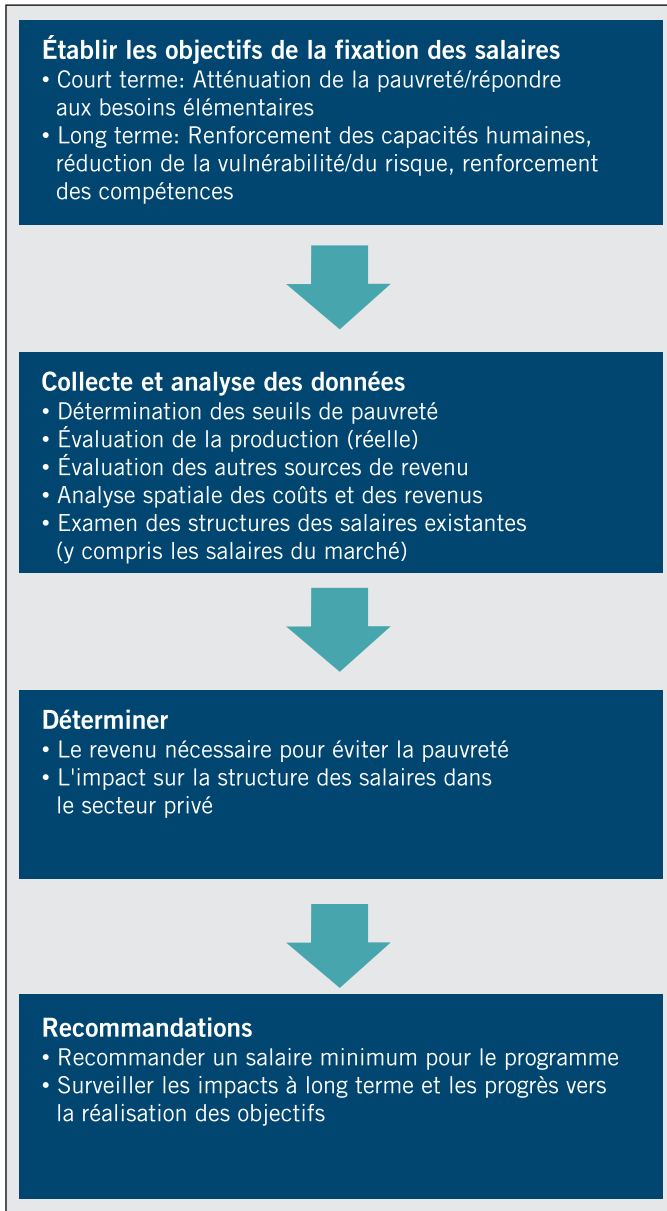 Établir les objectifs de la fixation des salaires
• Court terme: Atténuation de la pauvreté/répondre
aux besoins élémentaires
• Long terme: Renforcement des capacités humaines,
réduction de la vulnérabilité/du risque, renforcement
des compétences
Collecte et analyse des données
• Détermination des seuils de pauvreté
• Évaluation de la production (réelle)
• Évaluation des autres sources de revenu
• Analyse spatiale des coûts et des revenus
• Examen des structures des salaires existantes
(y compris les salaires du marché)
Déterminer
• Le revenu nécessaire pour éviter la pauvreté
• L'impact sur la structure des salaires dans
le secteur privé
Recommandations
• Recommander un salaire minimum pour le programme
• Surveiller les impacts à long terme et les progrès vers
la réalisation des objectifs